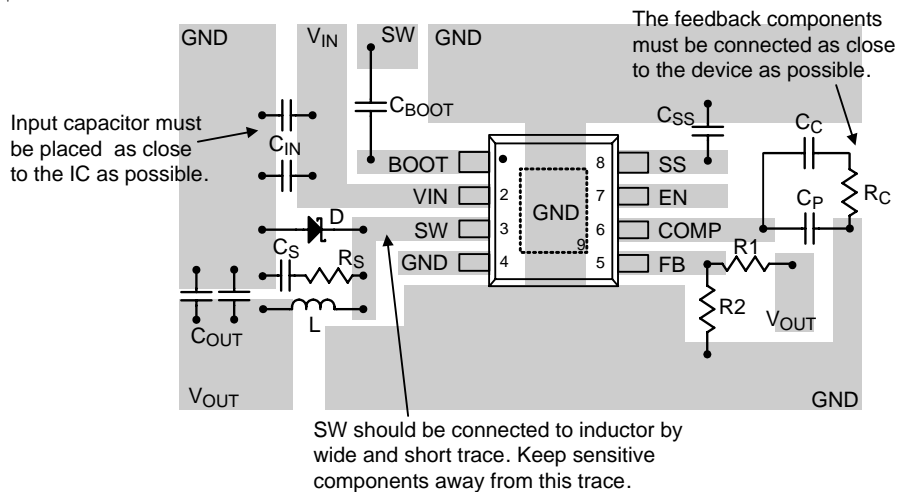 The feedback components
must be connected as close
to the device as possible.
GND
VIN
SW
GND
CBOOT
CSS
CC
Input capacitor must
be placed as close
to the IC as possible.
CIN
BOOT
8
SS
RC
VIN
2
7
EN
CP
GND
D
SW
3
6
COMP
CS
RS
GND
4
9
5
FB
R1
R2
COUT
L
VOUT
VOUT
GND
SW should be connected to inductor by
wide and short trace. Keep sensitive
components away from this trace.